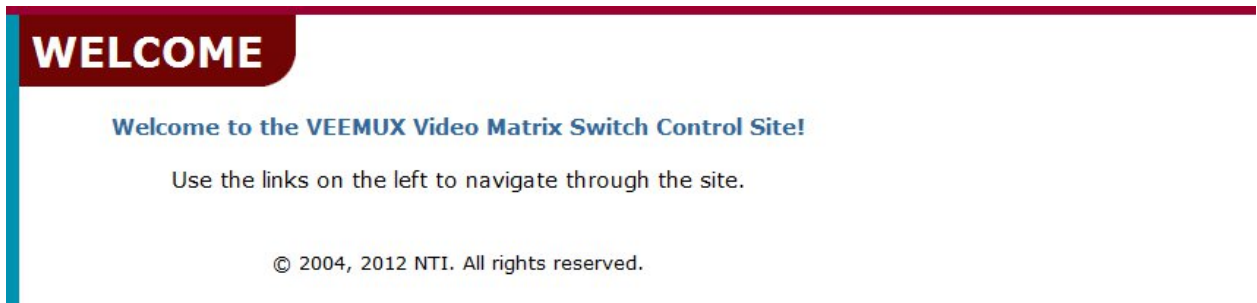 WELCOME
Welcome to the VEEMUX Video Matrix Switch Control Site!
Use the links on the left to navigate through the site.
© 2004, 2012 NTI. All rights reserved.